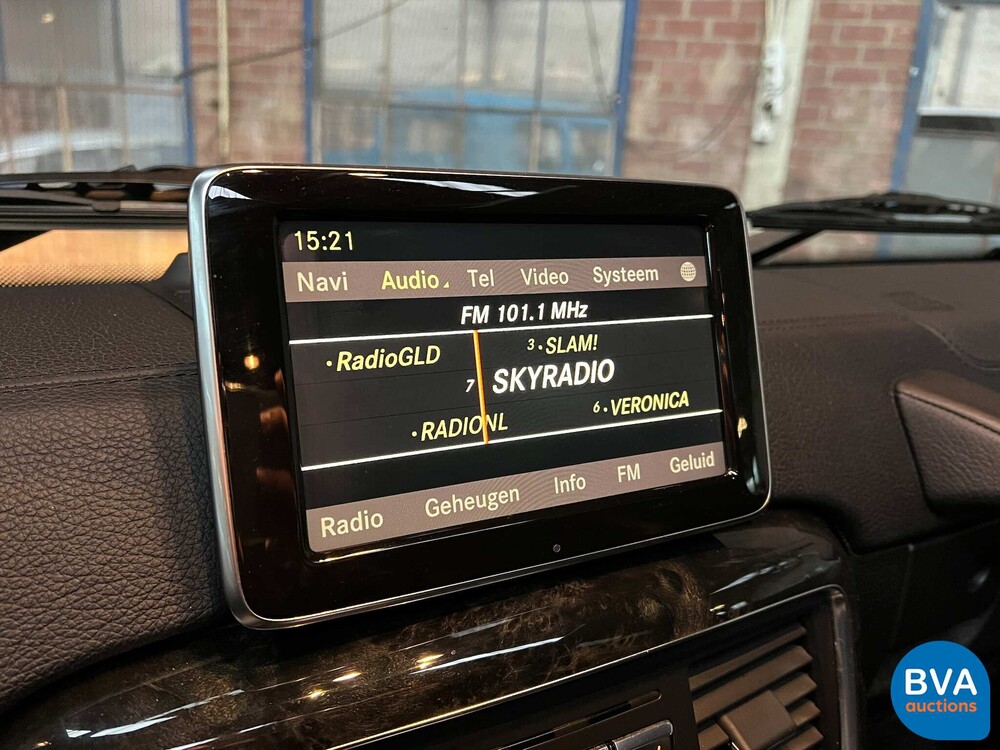 15:21
Navi Audio Tel Video Systeem
FM 101.1 MHz
3 • SLAM!
• RadioGLD
7 SKYRADIO
6 • VERONICA
• RADIONL
Radio Geheugen Info FM Geluid
BVA
auctions